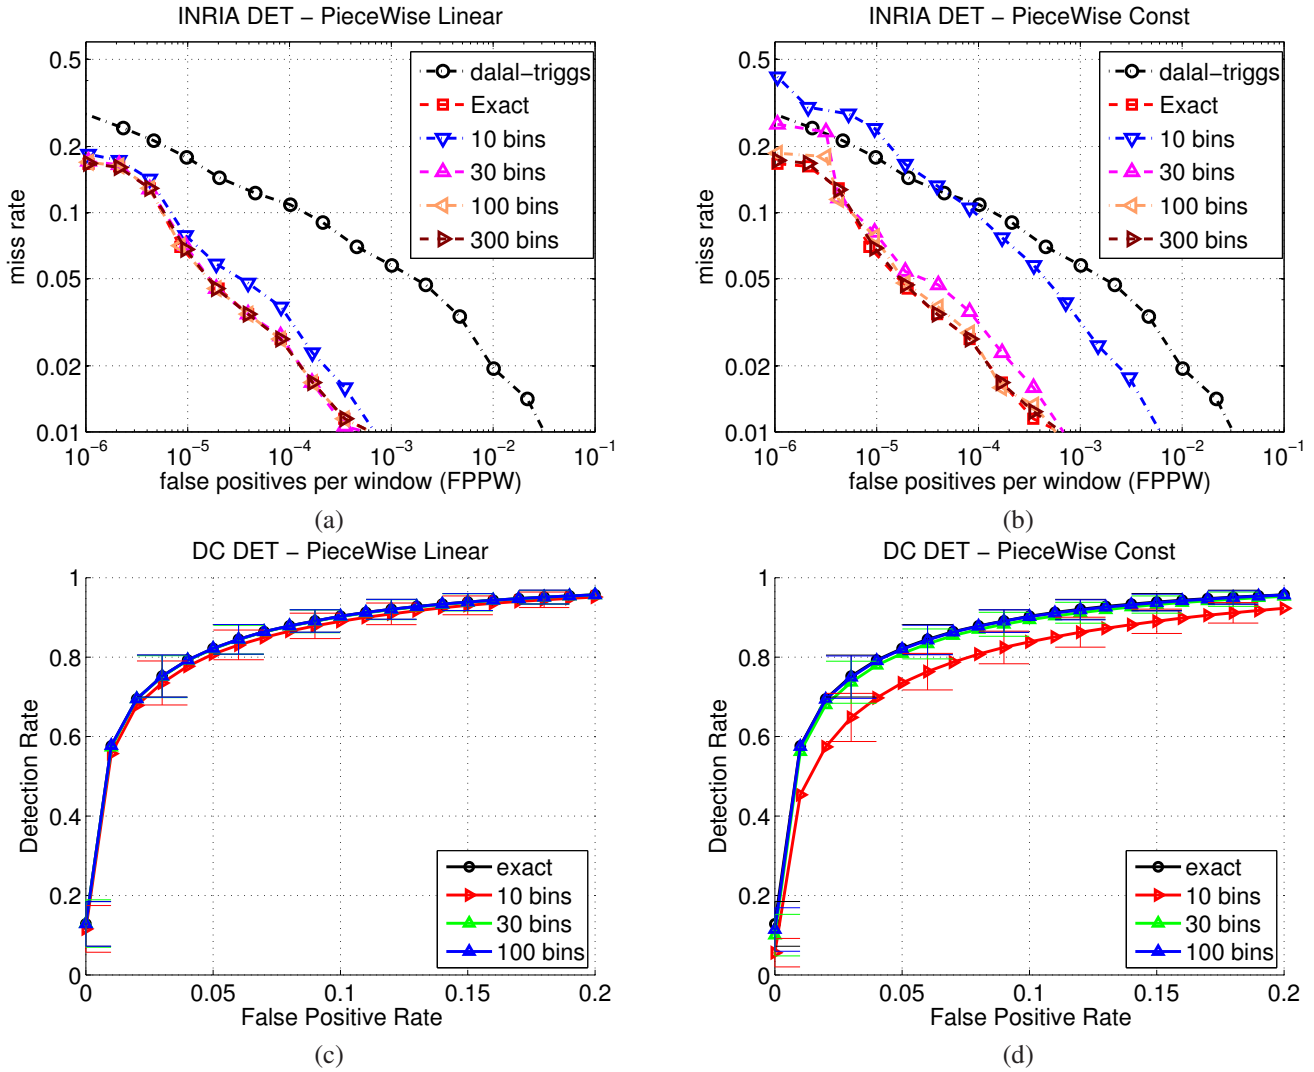 INRIA DET − PieceWise Linear
0.5
0.2
0.1
0.05
0.02
0.01
miss rate
dalal−triggs
Exact
10 bins
30 bins
100 bins
300 bins
10⁻⁶ 10⁻⁵ 10⁻⁴ 10⁻³ 10⁻² 10⁻¹
false positives per window (FPPW)
(a)
INRIA DET − PieceWise Const
0.5
0.2
0.1
0.05
0.02
0.01
miss rate
dalal−triggs
Exact
10 bins
30 bins
100 bins
300 bins
10⁻⁶ 10⁻⁵ 10⁻⁴ 10⁻³ 10⁻² 10⁻¹
false positives per window (FPPW)
(b)
DC DET − PieceWise Linear
1
0.8
0.6
0.4
0.2
0
Detection Rate
exact
10 bins
30 bins
100 bins
0 0.05 0.1 0.15 0.2
False Positive Rate
(c)
DC DET − PieceWise Const
1
0.8
0.6
0.4
0.2
0
Detection Rate
exact
10 bins
30 bins
100 bins
0 0.05 0.1 0.15 0.2
False Positive Rate
(d)